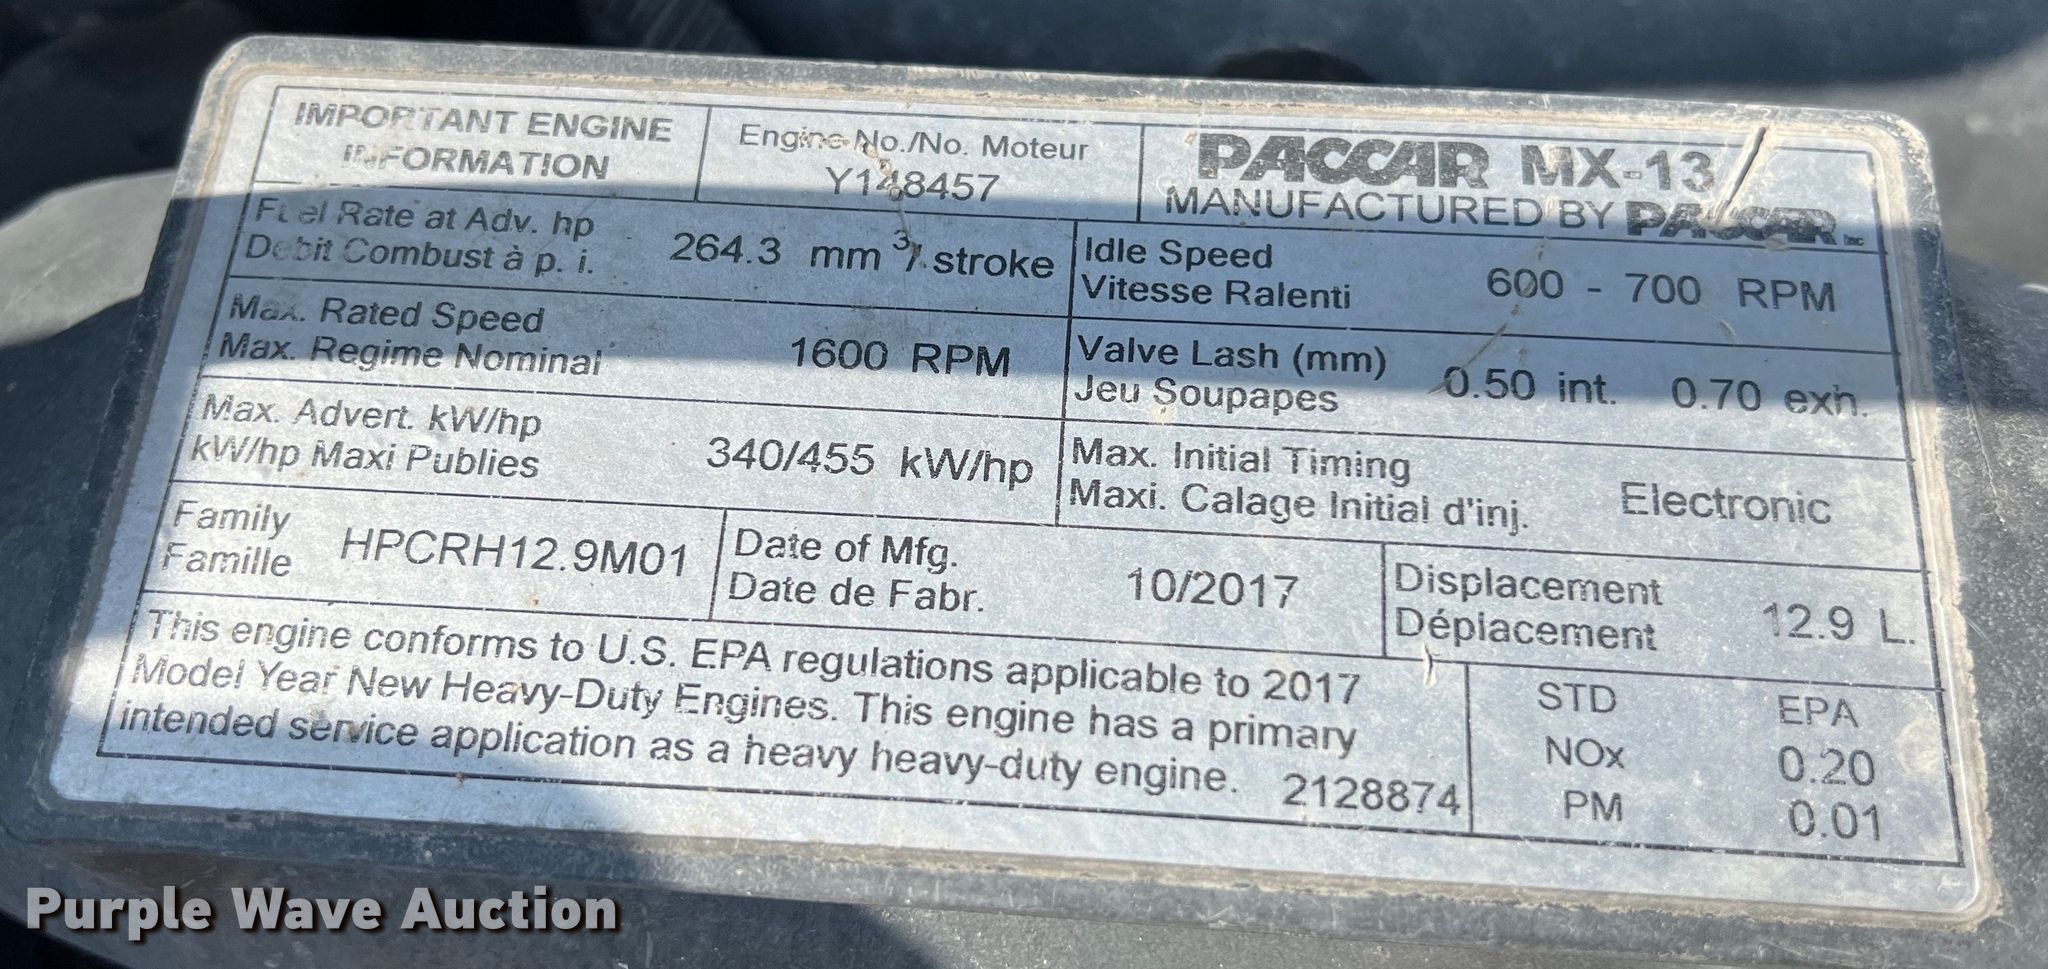 IMPORTANT ENGINE
INFORMATION
Engine No./No. Moteur
Y148457
PACCAR MX-13
MANUFACTURED BY PACCAR Inc
Fuel Rate at Adv. hp
Debit Combust à p. i.
264.3 mm³/ stroke
Idle Speed
Vitesse Ralenti
600 - 700 RPM
Max. Rated Speed
Max. Regime Nominal
1600 RPM
Valve Lash (mm)
Jeu Soupapes
0.50 int. 0.70 exh.
Max. Advert. kW/hp
kW/hp Maxi Publies
340/455 kW/hp
Max. Initial Timing
Maxi. Calage Initial d'inj.
Electronic
Family
Famille
HPCRH12.9M01
Date of Mfg.
Date de Fabr.
10/2017
Displacement
Déplacement
12.9 L.
This engine conforms to U.S. EPA regulations applicable to 2017
Model Year New Heavy-Duty Engines. This engine has a primary
intended service application as a heavy heavy-duty engine. 2128874
STD EPA
NOx 0.20
PM 0.01
Purple Wave Auction